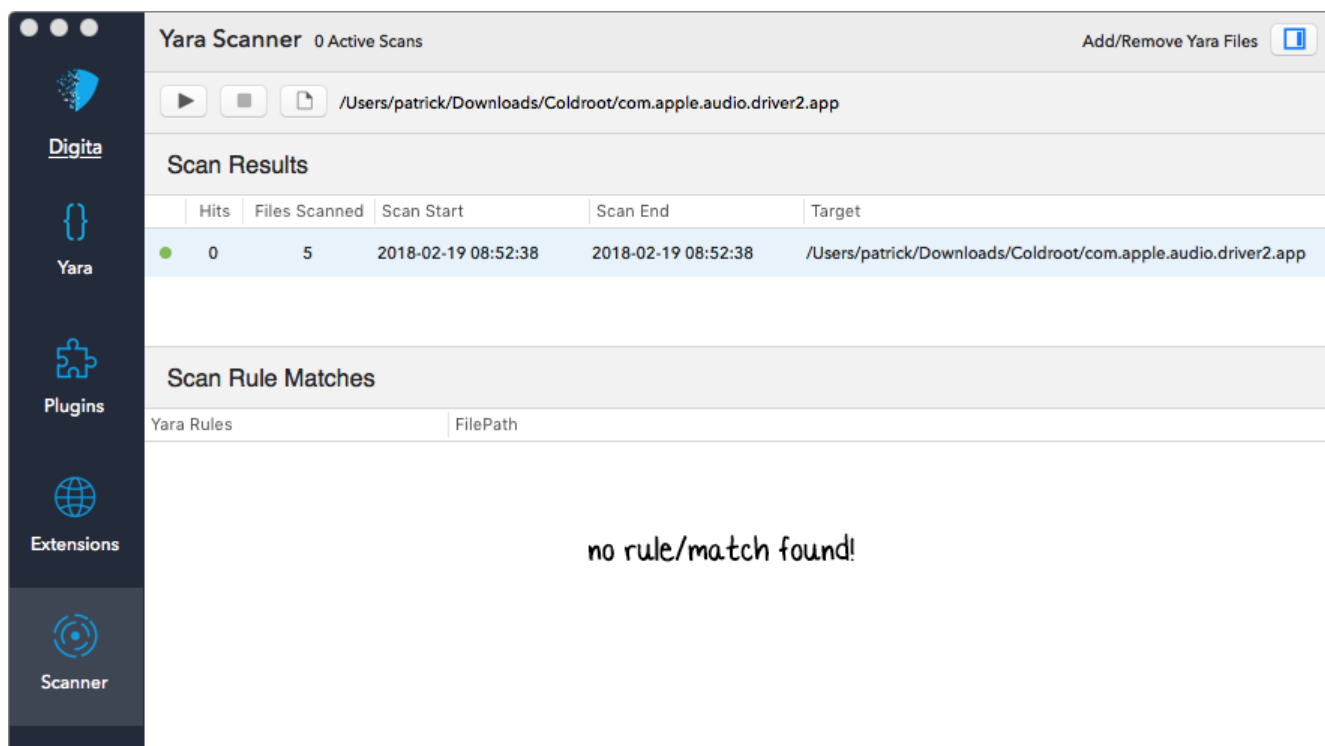 Yara Scanner 0 Active Scans Add/Remove Yara Files
/Users/patrick/Downloads/Coldroot/com.apple.audio.driver2.app
Digita
Yara
Plugins
Extensions
Scanner
Scan Results
Hits Files Scanned Scan Start Scan End Target
0 5 2018-02-19 08:52:38 2018-02-19 08:52:38 /Users/patrick/Downloads/Coldroot/com.apple.audio.driver2.app
Scan Rule Matches
Yara Rules FilePath
no rule/match found!